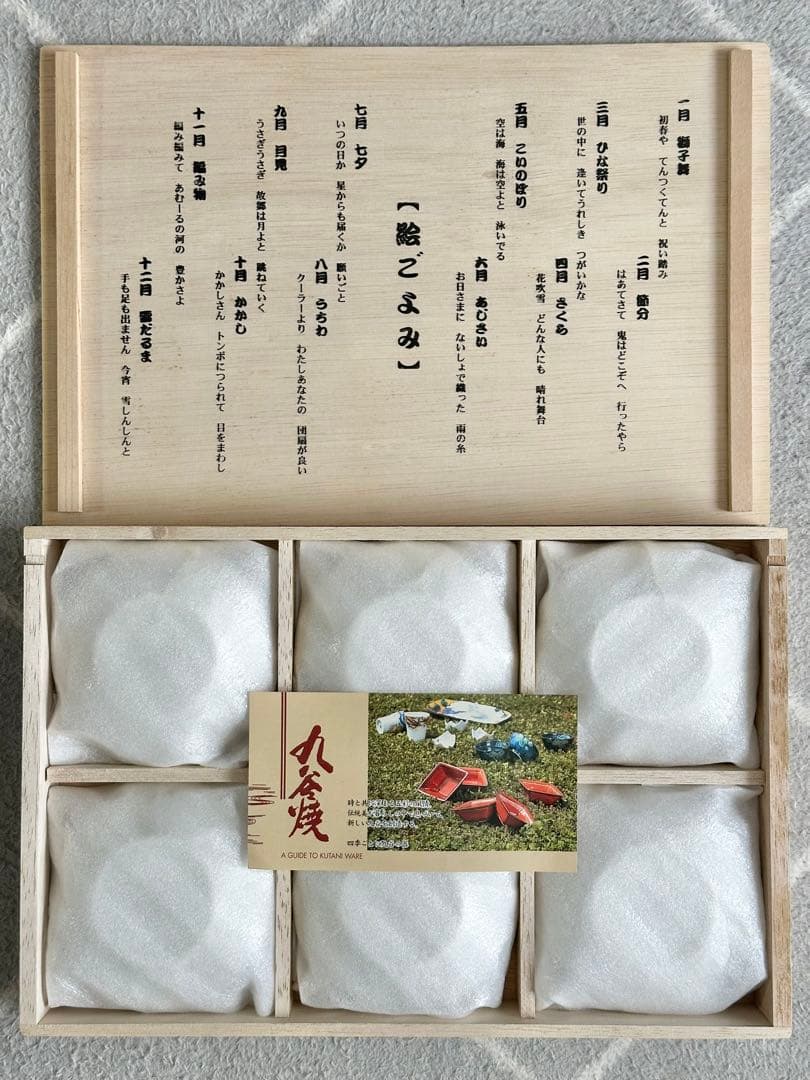 一月 獅子舞
初春や てんつくてんと 祝い踏み
二月 節分
はあてさて 鬼はどこぞへ 行ったやら
三月 ひな祭り
世の中に 逢いてうれしき つがいかな
四月 さくら
花吹雪 どんな人にも 晴れ舞台
五月 こいのぼり
空は海 海は空よと 泳いでる
六月 あじさい
お日さまに ないしょで織った 雨の糸
【絵ごよみ】
七月 七夕
いつの日か 星からも届くか 願いごと
八月 うちわ
クーラーより わたしあなたの 団扇が良い
九月 月見
うさぎうさぎ 故郷は月よと 跳ねていく
十月 かかし
かかしさん トンボにつられて 目をまわし
十一月 編み物
編み編みて あむーるの河の 豊かさよ
十二月 雪だるま
手も足も出ません 今宵 雪しんしんと
九谷焼
A GUIDE TO KUTANI WARE
時と共に
伝統
新しい
四季